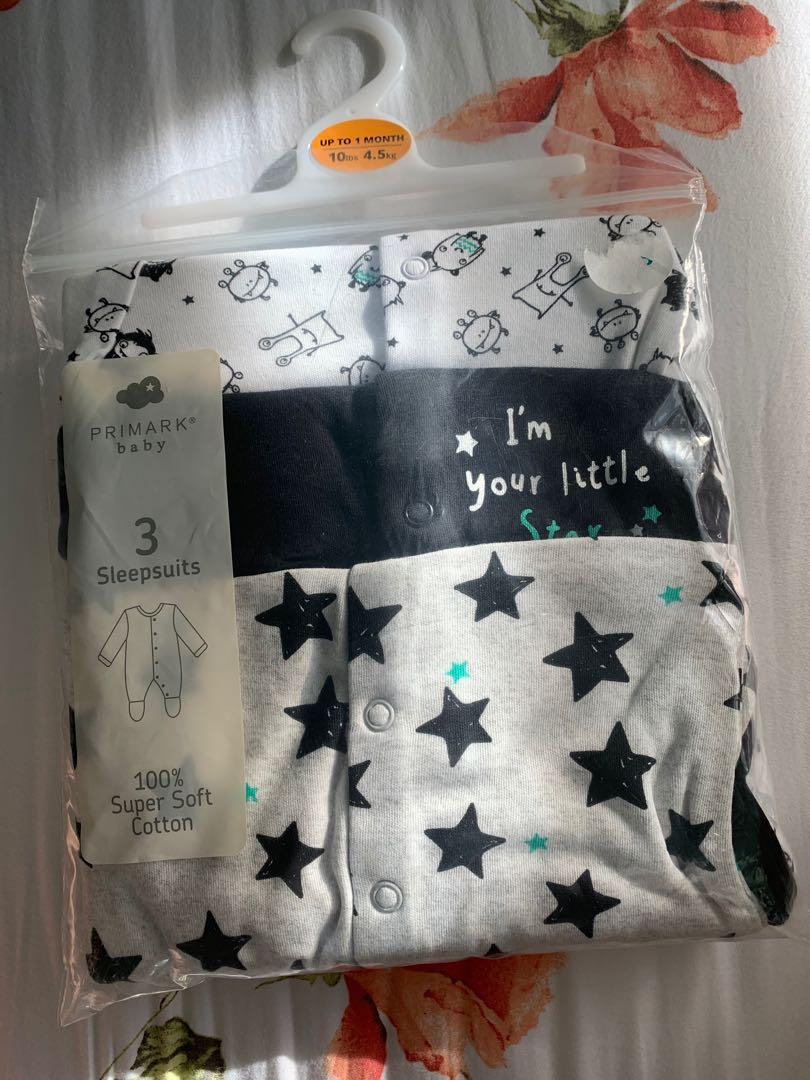 UP TO 1 MONTH
10lbs 4.5kg
PRIMARK®
baby
3
Sleepsuits
100%
Super Soft
Cotton
I'm
your little
Star